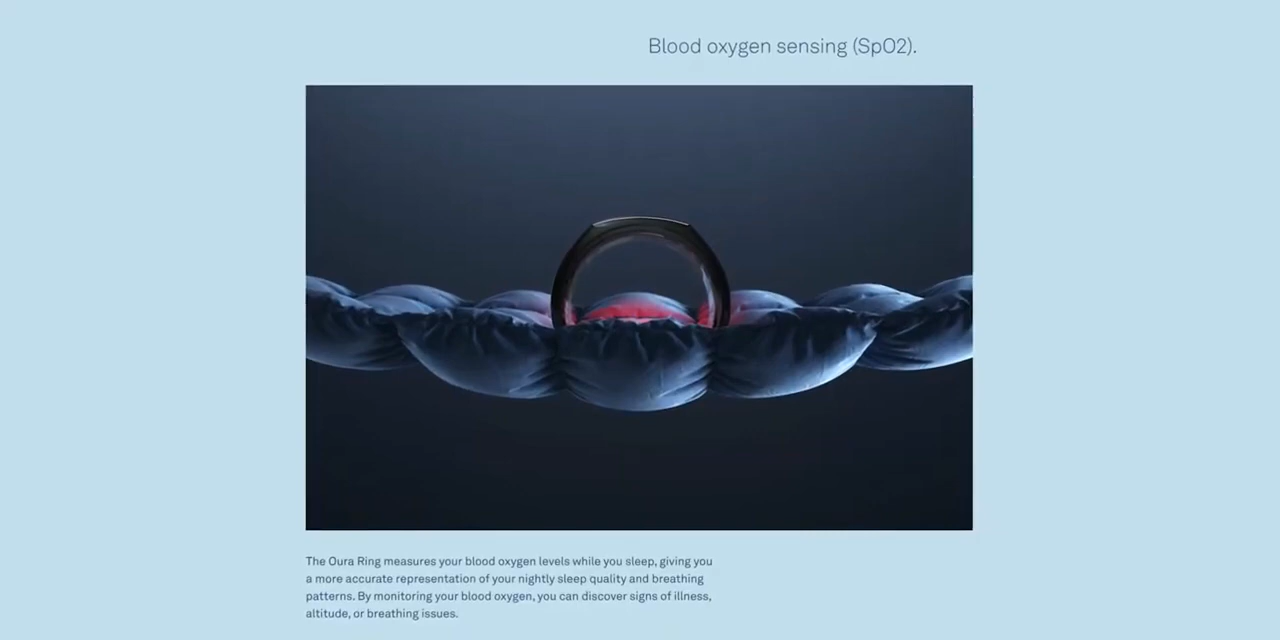 Blood oxygen sensing (SpO2).
The Oura Ring measures your blood oxygen levels while you sleep, giving you
a more accurate representation of your nightly sleep quality and breathing
patterns. By monitoring your blood oxygen, you can discover signs of illness,
altitude, or breathing issues.